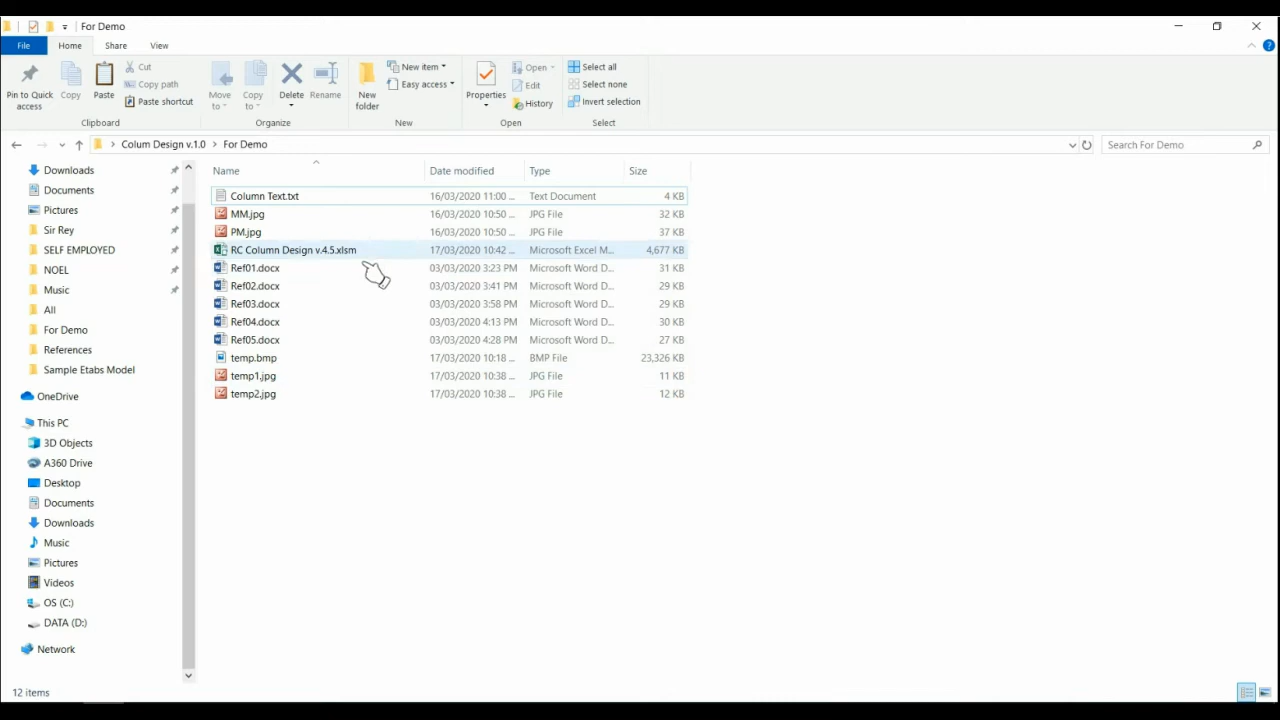 For Demo
File Home Share View
Pin to Quick access
Copy
Paste
Cut
Copy path
Paste shortcut
Clipboard
Move to
Copy to
Delete
Rename
Organize
New folder
New item
Easy access
New
Properties
Open
Edit
History
Open
Select all
Select none
Invert selection
Select
Colum Design v.1.0 For Demo
Search For Demo
Downloads
Documents
Pictures
Sir Rey
SELF EMPLOYED
NOEL
Music
All
For Demo
References
Sample Etabs Model
OneDrive
This PC
3D Objects
A360 Drive
Desktop
Documents
Downloads
Music
Pictures
Videos
OS (C:)
DATA (D:)
Network
Name Date modified Type Size
Column Text.txt 16/03/2020 11:00 ... Text Document 4 KB
MM.jpg 16/03/2020 10:50 ... JPG File 32 KB
PM.jpg 16/03/2020 10:50 ... JPG File 37 KB
RC Column Design v.4.5.xlsm 17/03/2020 10:42 ... Microsoft Excel M... 4,677 KB
Ref01.docx 03/03/2020 3:23 PM Microsoft Word D... 31 KB
Ref02.docx 03/03/2020 3:41 PM Microsoft Word D... 29 KB
Ref03.docx 03/03/2020 3:58 PM Microsoft Word D... 29 KB
Ref04.docx 03/03/2020 4:13 PM Microsoft Word D... 30 KB
Ref05.docx 03/03/2020 4:28 PM Microsoft Word D... 27 KB
temp.bmp 17/03/2020 10:18 ... BMP File 23,326 KB
temp1.jpg 17/03/2020 10:38 ... JPG File 11 KB
temp2.jpg 17/03/2020 10:38 ... JPG File 12 KB
12 items